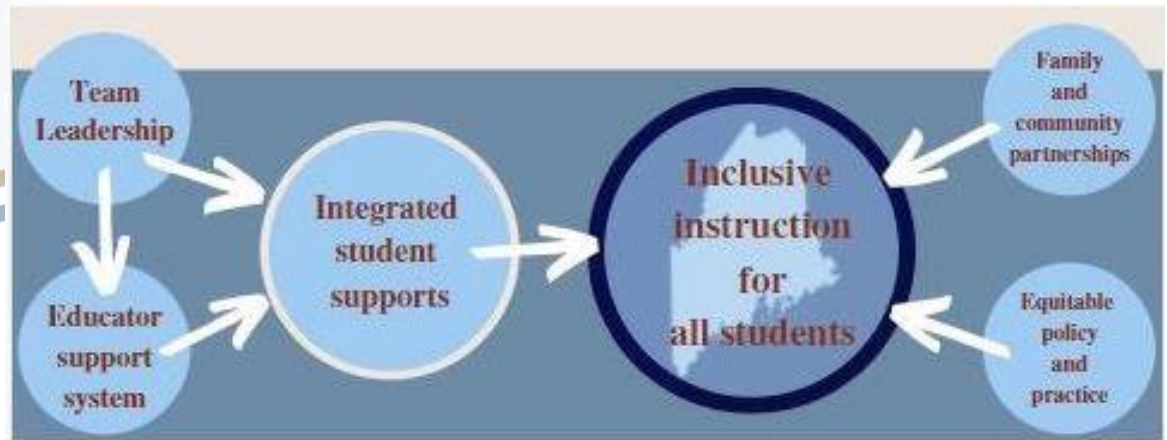 Team
Leadership
Educator
support
system
Integrated
student
supports
Inclusive
instruction
for
all students
Family
and
community
partnerships
Equitable
policy
and
practice